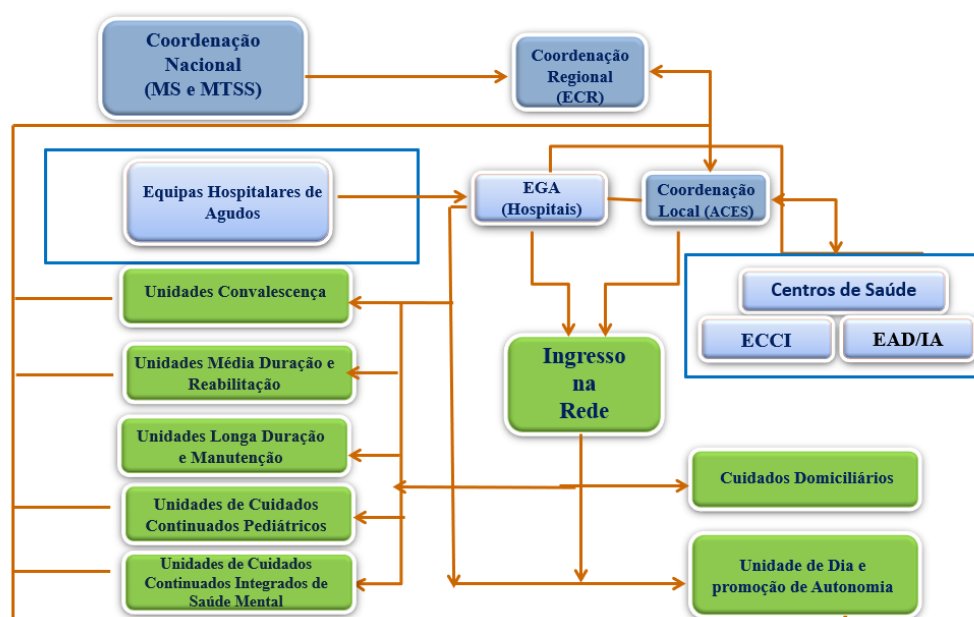 Coordenação
Nacional
(MS e MTSS)
Coordenação
Regional
(ECR)
Equipas Hospitalares de
Agudos
EGA
(Hospitais)
Coordenação
Local (ACES)
Centros de Saúde
ECCI
EAD/IA
Unidades Convalescença
Unidades Média Duração e
Reabilitação
Ingresso
na
Rede
Unidades Longa Duração
e Manutenção
Cuidados Domiciliários
Unidades de Cuidados
Continuados Pediátricos
Unidades de Cuidados
Continuados Integrados de
Saúde Mental
Unidade de Dia e
promoção de Autonomia